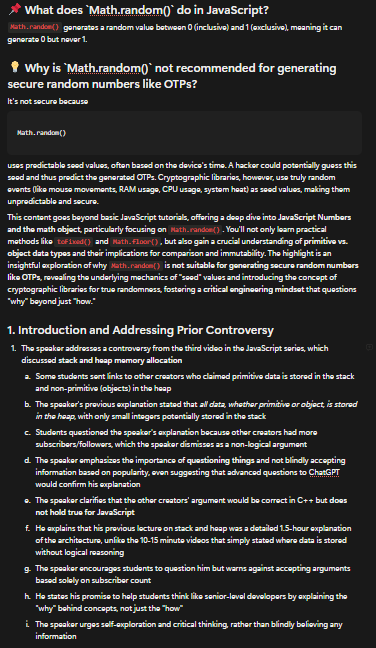 📌 What does `Math.random()` do in JavaScript?
Math.random() generates a random value between 0 (inclusive) and 1 (exclusive), meaning it can
generate 0 but never 1.
💡 Why is `Math.random()` not recommended for generating
secure random numbers like OTPs?
It's not secure because
Math.random()
uses predictable seed values, often based on the device's time. A hacker could potentially guess this
seed and thus predict the generated OTPs. Cryptographic libraries, however, use truly random
events (like mouse movements, RAM usage, CPU usage, system heat) as seed values, making them
unpredictable and secure.
This content goes beyond basic JavaScript tutorials, offering a deep dive into JavaScript Numbers
and the math object, particularly focusing on Math.random(). You'll not only learn practical
methods like toFixed() and Math.floor(), but also gain a crucial understanding of primitive vs.
object data types and their implications for comparison and immutability. The highlight is an
insightful exploration of why Math.random() is not suitable for generating secure random numbers
like OTPs, revealing the underlying mechanics of "seed" values and introducing the concept of
cryptographic libraries for true randomness, fostering a critical engineering mindset that questions
"why" beyond just "how."
1. Introduction and Addressing Prior Controversy
1. The speaker addresses a controversy from the third video in the JavaScript series, which
discussed stack and heap memory allocation
a. Some students sent links to other creators who claimed primitive data is stored in the stack
and non-primitive (objects) in the heap
b. The speaker's previous explanation stated that all data, whether primitive or object, is stored
in the heap, with only small integers potentially stored in the stack
c. Students questioned the speaker's explanation because other creators had more
subscribers/followers, which the speaker dismisses as a non-logical argument
d. The speaker emphasizes the importance of questioning things and not blindly accepting
information based on popularity, even suggesting that advanced questions to ChatGPT
would confirm his explanation
e. The speaker clarifies that the other creators' argument would be correct in C++ but does
not hold true for JavaScript
f. He explains that his previous lecture on stack and heap was a detailed 1.5-hour explanation
of the architecture, unlike the 10-15 minute videos that simply stated where data is stored
without logical reasoning
g. The speaker encourages students to question him but warns against accepting arguments
based solely on subscriber count
h. He states his promise to help students think like senior-level developers by explaining the
"why" behind concepts, not just the "how"
i. The speaker urges self-exploration and critical thinking, rather than blindly believing any
information